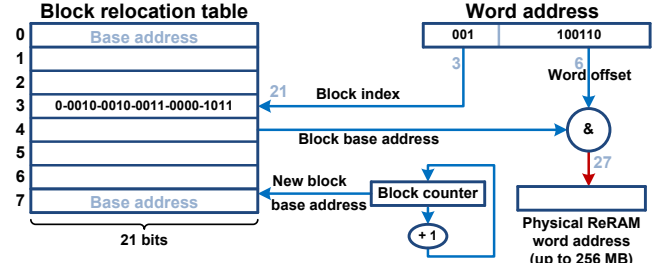 Block relocation table
Word address
0 Base address
001 100110
1
3 6
Word offset
2
21
Block index
3 0-0010-0010-0011-0000-1011
4
Block base address
&
5
27
6
New block
base address
Block counter
7 Base address
+ 1
21 bits
Physical ReRAM
word address
(up to 256 MB)